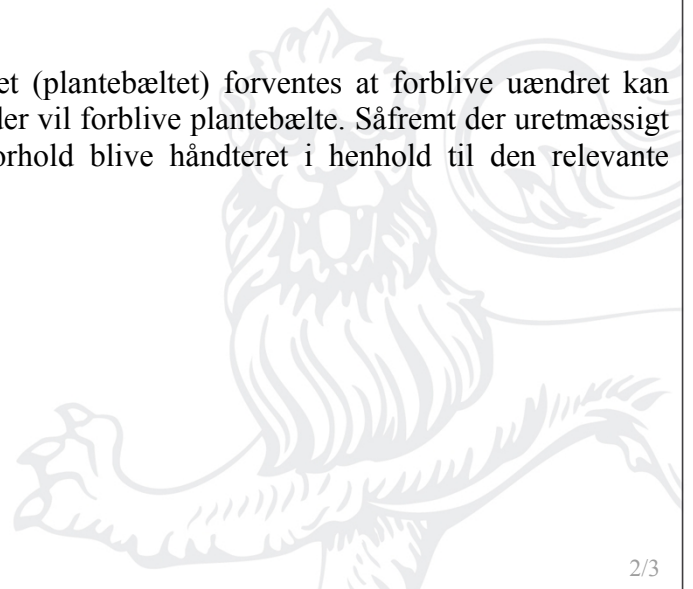 et (plantebæltet) forventes at forblive uændret kan
der vil forblive plantebælte. Såfremt der uretmæssigt
orhold blive håndteret i henhold til den relevante
2/3